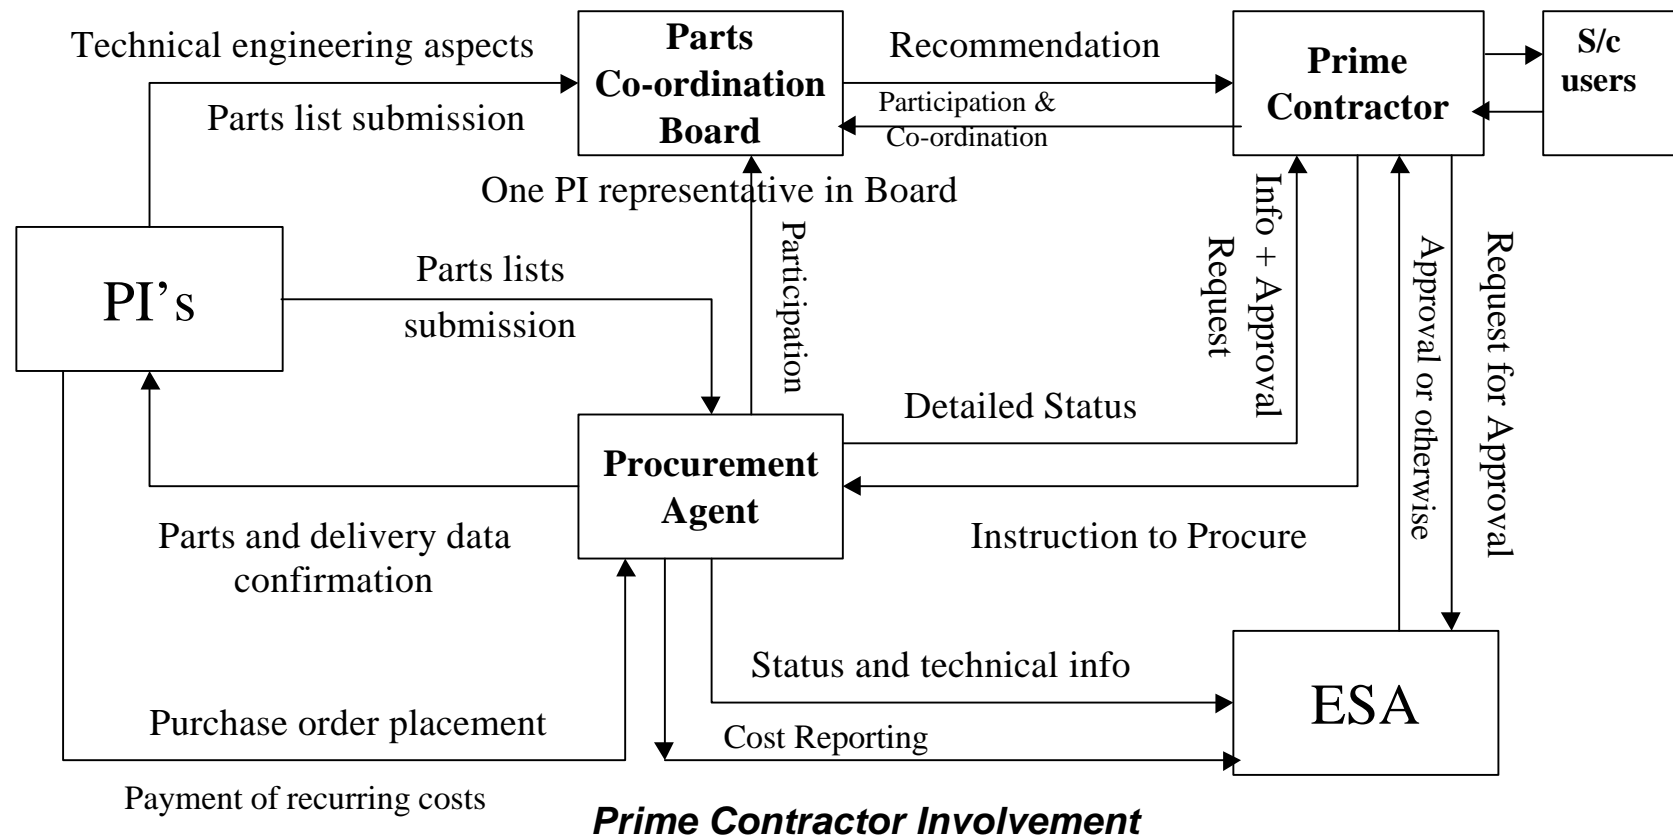 Technical engineering aspects
Parts list submission
Parts
Co-ordination
Board
Recommendation
Participation &
Co-ordination
Prime
Contractor
S/c
users
One PI representative in Board
PI’s
Parts lists
submission
Participation
Info + Approval
Request
Approval or otherwise
Request for Approval
Detailed Status
Procurement
Agent
Instruction to Procure
Parts and delivery data
confirmation
Status and technical info
ESA
Purchase order placement
Cost Reporting
Payment of recurring costs
Prime Contractor Involvement